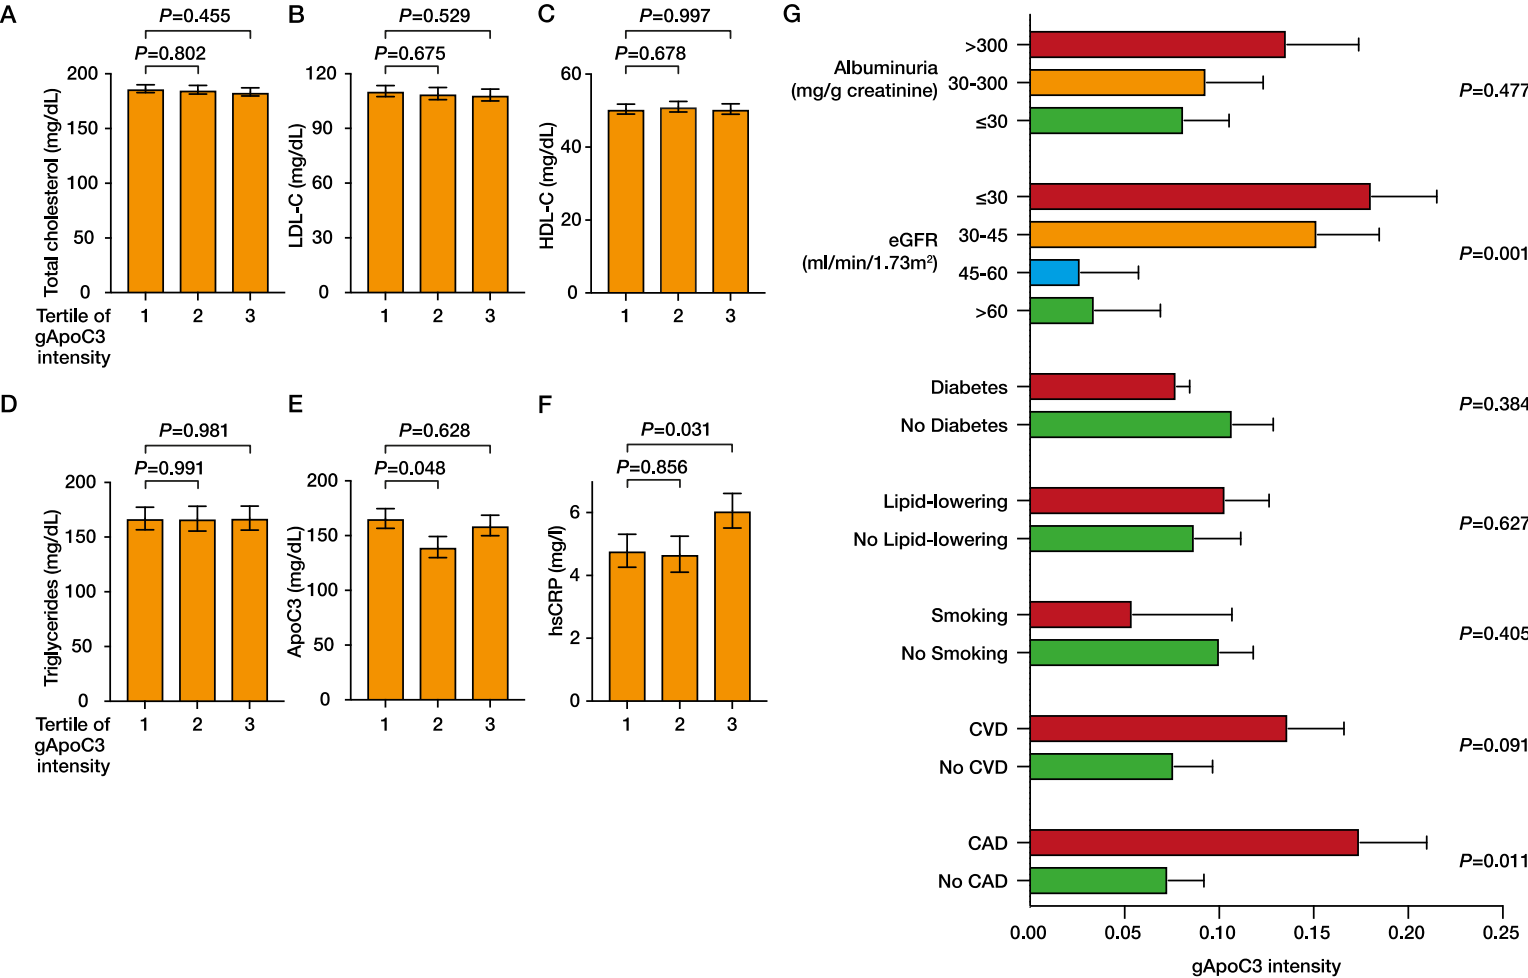 A
P=0.455
P=0.802
Total cholesterol (mg/dL)
200
150
100
50
0
Tertile of
gApoC3
intensity
1 2 3
B
P=0.529
P=0.675
LDL-C (mg/dL)
120
90
60
30
0
1 2 3
C
P=0.997
P=0.678
HDL-C (mg/dL)
60
40
20
0
1 2 3
D
P=0.981
P=0.991
Triglycerides (mg/dL)
200
150
100
50
0
Tertile of
gApoC3
intensity
1 2 3
E
P=0.628
P=0.048
ApoC3 (mg/dL)
200
150
100
50
0
1 2 3
F
P=0.031
P=0.856
hsCRP (mg/l)
6
4
2
0
1 2 3
G
Albuminuria
(mg/g creatinine)
>300
30-300
≤30
P=0.477
eGFR
(ml/min/1.73m²)
≤30
30-45
45-60
>60
P=0.001
Diabetes
No Diabetes
P=0.384
Lipid-lowering
No Lipid-lowering
P=0.627
Smoking
No Smoking
P=0.405
CVD
No CVD
P=0.091
CAD
No CAD
P=0.011
0.00 0.05 0.10 0.15 0.20 0.25
gApoC3 intensity